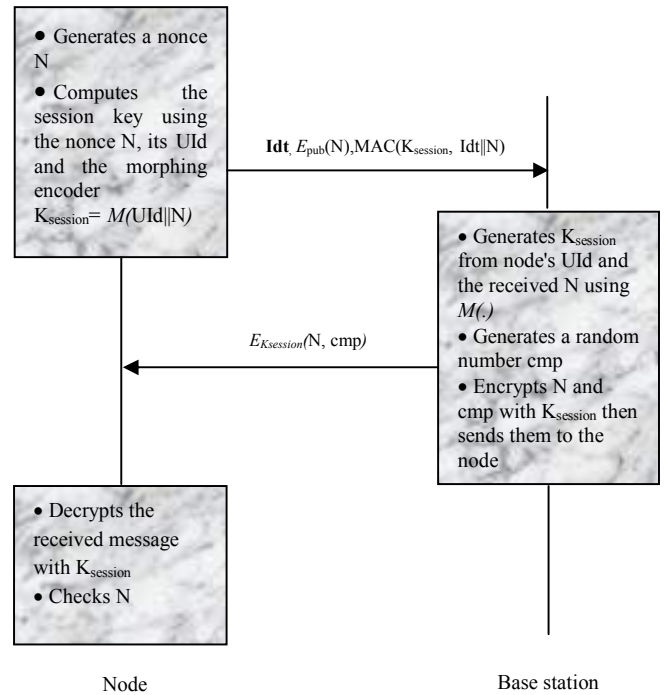 • Generates a nonce
N
• Computes the
session key using
the nonce N, its UId
and the morphing
encoder
Ksession= M(UId||N)
Idt, Epub(N),MAC(Ksession, Idt||N)
• Generates Ksession
from node's UId and
the received N using
M(.)
• Generates a random
number cmp
• Encrypts N and
cmp with Ksession then
sends them to the
node
EKsession(N, cmp)
• Decrypts the
received message
with Ksession
• Checks N
Node
Base station